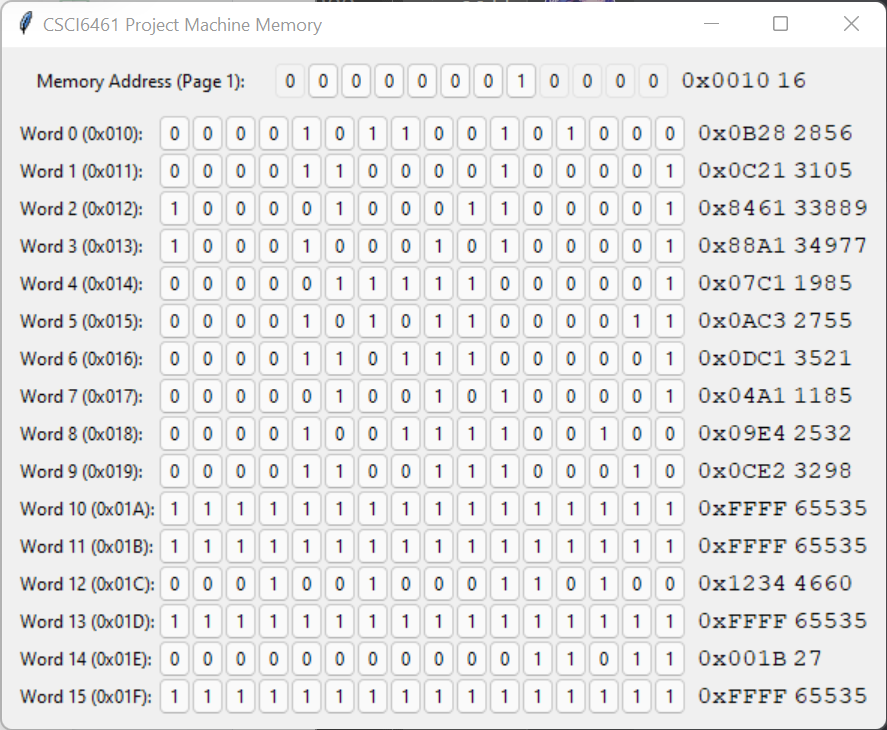 CSCI6461 Project Machine Memory
Memory Address (Page 1): 0 0 0 0 0 0 0 1 0 0 0 0 0x0010 16
Word 0 (0x010): 0 0 0 0 1 0 1 1 0 0 1 0 1 0 0 0 0x0B28 2856
Word 1 (0x011): 0 0 0 0 1 1 0 0 0 0 1 0 0 0 0 1 0x0C21 3105
Word 2 (0x012): 1 0 0 0 0 1 0 0 0 1 1 0 0 0 0 1 0x8461 33889
Word 3 (0x013): 1 0 0 0 1 0 0 0 1 0 1 0 0 0 0 1 0x88A1 34977
Word 4 (0x014): 0 0 0 0 0 1 1 1 1 1 0 0 0 0 0 1 0x07C1 1985
Word 5 (0x015): 0 0 0 0 1 0 1 0 1 1 0 0 0 0 1 1 0x0AC3 2755
Word 6 (0x016): 0 0 0 0 1 1 0 1 1 1 0 0 0 0 0 1 0x0DC1 3521
Word 7 (0x017): 0 0 0 0 0 1 0 0 1 0 1 0 0 0 0 1 0x04A1 1185
Word 8 (0x018): 0 0 0 0 1 0 0 1 1 1 1 0 0 1 0 0 0x09E4 2532
Word 9 (0x019): 0 0 0 0 1 1 0 0 1 1 1 0 0 0 1 0 0x0CE2 3298
Word 10 (0x01A): 1 1 1 1 1 1 1 1 1 1 1 1 1 1 1 1 0xFFFF 65535
Word 11 (0x01B): 1 1 1 1 1 1 1 1 1 1 1 1 1 1 1 1 0xFFFF 65535
Word 12 (0x01C): 0 0 0 1 0 0 1 0 0 0 1 1 0 1 0 0 0x1234 4660
Word 13 (0x01D): 1 1 1 1 1 1 1 1 1 1 1 1 1 1 1 1 0xFFFF 65535
Word 14 (0x01E): 0 0 0 0 0 0 0 0 0 0 0 1 1 0 1 1 0x001B 27
Word 15 (0x01F): 1 1 1 1 1 1 1 1 1 1 1 1 1 1 1 1 0xFFFF 65535